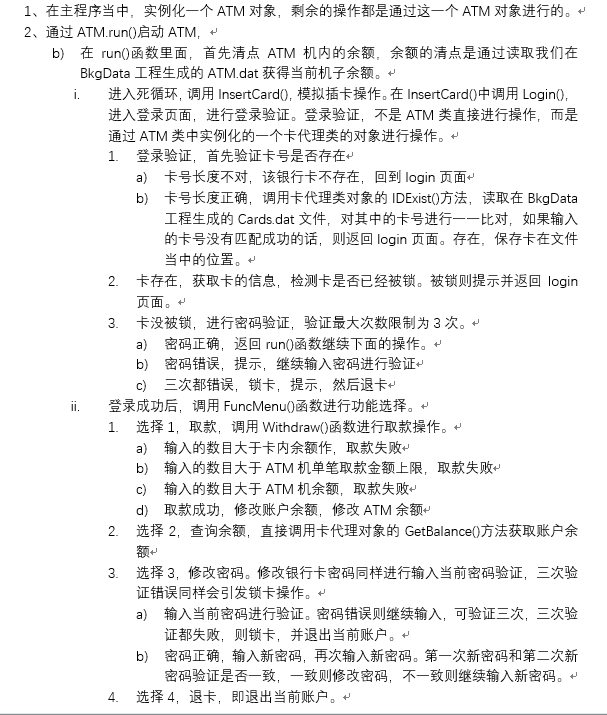 1、在主程序当中，实例化一个 ATM 对象，剩余的操作都是通过这一个 ATM 对象进行的。
2、通过 ATM.run()启动 ATM，
b) 在 run()函数里面，首先清点 ATM 机内的余额，余额的清点是通过读取我们在
BkgData 工程生成的 ATM.dat 获得当前机子余额。
i. 进入死循环，调用 InsertCard()，模拟插卡操作。在 InsertCard()中调用 Login()，
进入登录页面，进行登录验证。登录验证，不是 ATM 类直接进行操作，而是
通过 ATM 类中实例化的一个卡代理类的对象进行操作。
1. 登录验证，首先验证卡号是否存在
a) 卡号长度不对，该银行卡不存在，回到 login 页面
b) 卡号长度正确，调用卡代理类对象的 IDExist()方法，读取在 BkgData
工程生成的 Cards.dat 文件，对其中的卡号进行一一比对，如果输入
的卡号没有匹配成功的话，则返回 login 页面。存在，保存卡在文件
当中的位置。
2. 卡存在，获取卡的信息，检测卡是否已经被锁。被锁则提示并返回 login
页面。
3. 卡没被锁，进行密码验证，验证最大次数限制为 3 次。
a) 密码正确，返回 run()函数继续下面的操作。
b) 密码错误，提示，继续输入密码进行验证
c) 三次都错误，锁卡，提示，然后退卡
ii. 登录成功后，调用 FuncMenu()函数进行功能选择。
1. 选择 1，取款，调用 Withdraw()函数进行取款操作。
a) 输入的数目大于卡内余额作，取款失败
b) 输入的数目大于 ATM 机单笔取款金额上限，取款失败
c) 输入的数目大于 ATM 机余额，取款失败
d) 取款成功，修改账户余额，修改 ATM 余额
2. 选择 2，查询余额，直接调用卡代理对象的 GetBalance()方法获取账户余
额
3. 选择 3，修改密码。修改银行卡密码同样进行输入当前密码验证，三次验
证错误同样会引发锁卡操作。
a) 输入当前密码进行验证。密码错误则继续输入，可验证三次，三次验
证都失败，则锁卡，并退出当前账户。
b) 密码正确，输入新密码，再次输入新密码。第一次新密码和第二次新
密码验证是否一致，一致则修改密码，不一致则继续输入新密码。
4. 选择 4，退卡，即退出当前账户。